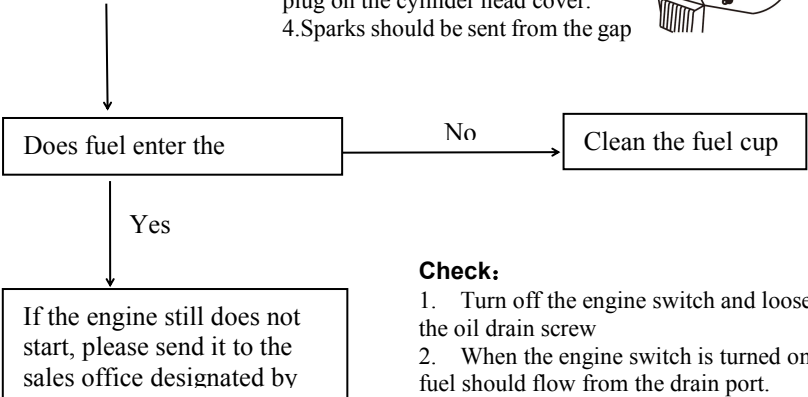 plug on the cylinder head cover.
4.Sparks should be sent from the gap
Does fuel enter the
No
Clean the fuel cup
Yes
If the engine still does not
start, please send it to the
sales office designated by
Check：
1. Turn off the engine switch and loose
the oil drain screw
2. When the engine switch is turned on
fuel should flow from the drain port.